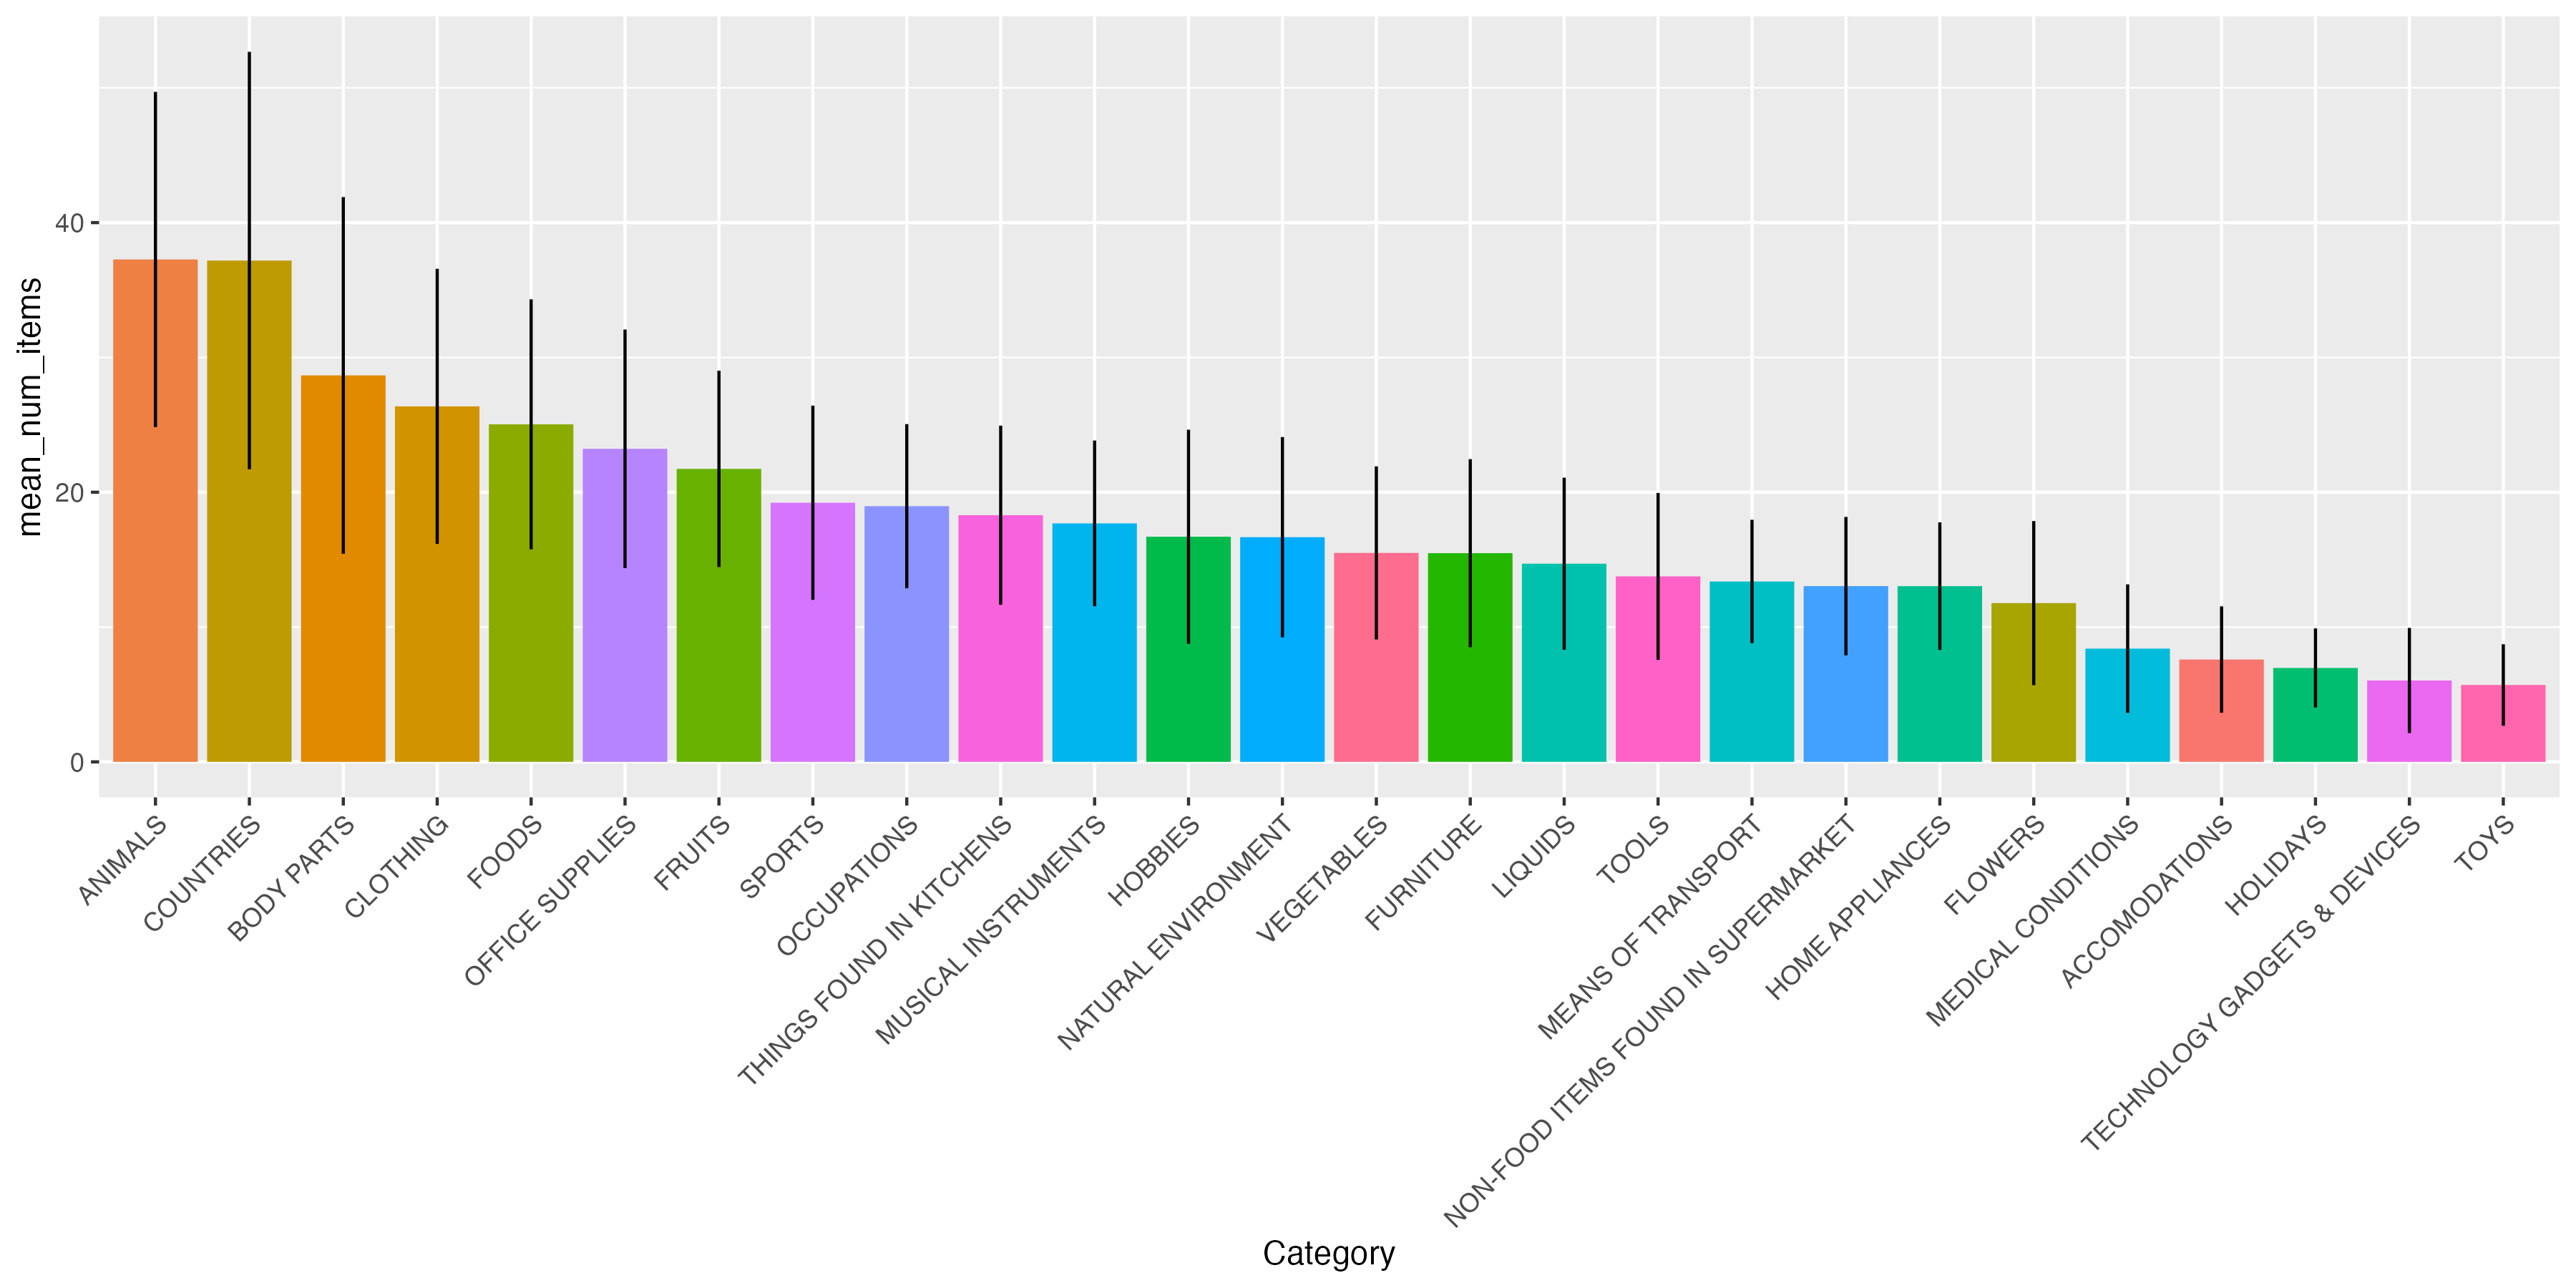 mean_num_items
40
20
0
ANIMALS
COUNTRIES
BODY PARTS
CLOTHING
FOODS
OFFICE SUPPLIES
FRUITS
SPORTS
OCCUPATIONS
THINGS FOUND IN KITCHENS
MUSICAL INSTRUMENTS
HOBBIES
NATURAL ENVIRONMENT
VEGETABLES
FURNITURE
LIQUIDS
TOOLS
MEANS OF TRANSPORT
NON-FOOD ITEMS FOUND IN SUPERMARKET
HOME APPLIANCES
FLOWERS
MEDICAL CONDITIONS
ACCOMODATIONS
HOLIDAYS
TECHNOLOGY GADGETS & DEVICES
TOYS
Category